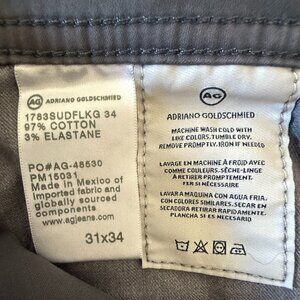 AG
ADRIANO GOLDSCHMIED
1783SUDFLKG 34
97% COTTON
3% ELASTANE
PO#AG-48530
PM15031
Made in Mexico of
Imported fabric and
globally sourced
components
www.agjeans.com
31x34
AG
ADRIANO GOLDSCHMIED
MACHINE WASH COLD WITH
LIKE COLORS. TUMBLE DRY.
REMOVE PROMPTLY. IRON IF NEEDED.
LAVAGE EN MACHINE À FROID AVEC
COMME COULEURS. SÈCHE-LINGE
À RETIRER PROMPTEMENT.
FER SI NÉCESSAIRE
LAVAR A MAQUINA CON AGUA FRIA,
CON COLORES SIMILARES. SECAR EN
SECADORA RETIRAR RAPIDAMENTE.
PLANCHA SI ES NECESARIO